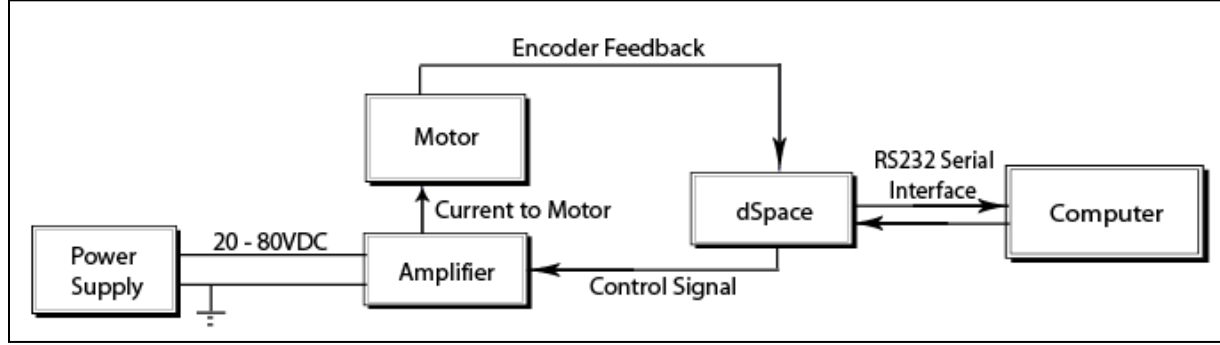 Encoder Feedback
Motor
RS232 Serial
Interface
dSpace
Computer
Current to Motor
20 - 80VDC
Power
Supply
Amplifier
Control Signal